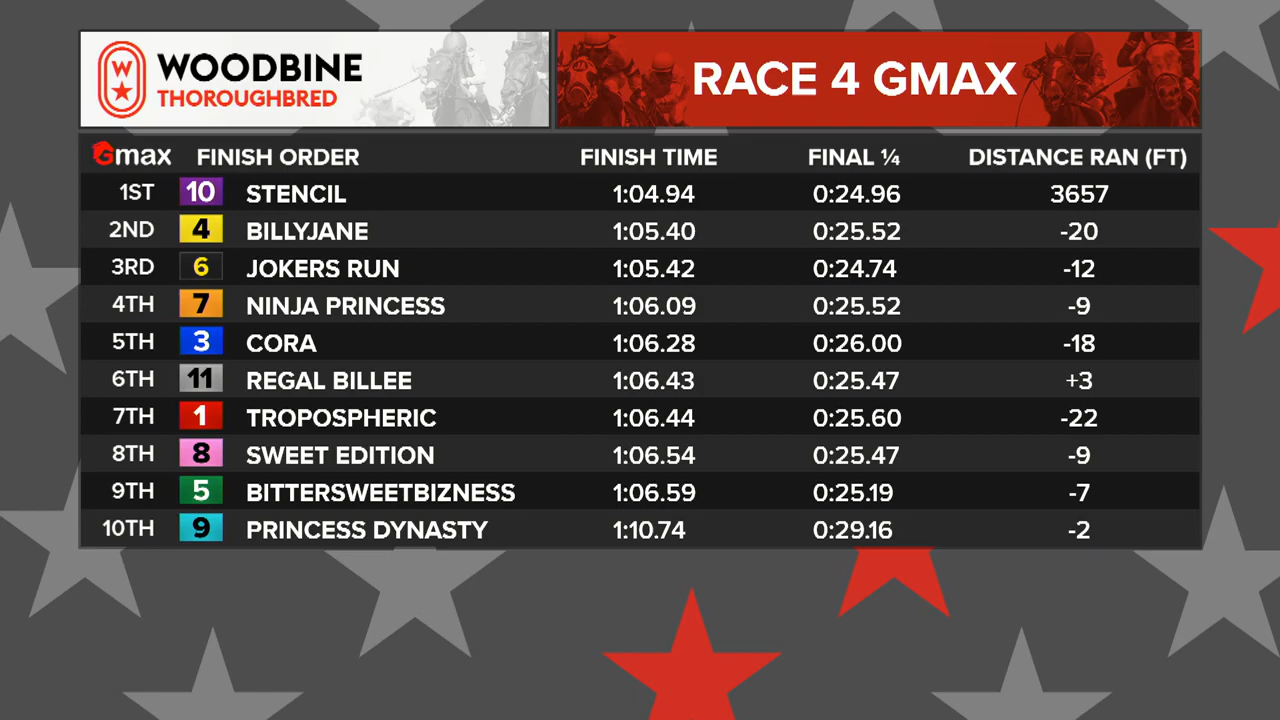 W
WOODBINE
THOROUGHBRED
RACE 4 GMAX
Gmax FINISH ORDER FINISH TIME FINAL ¼ DISTANCE RAN (FT)
1ST 10 STENCIL 1:04.94 0:24.96 3657
2ND 4 BILLYJANE 1:05.40 0:25.52 -20
3RD 6 JOKERS RUN 1:05.42 0:24.74 -12
4TH 7 NINJA PRINCESS 1:06.09 0:25.52 -9
5TH 3 CORA 1:06.28 0:26.00 -18
6TH 11 REGAL BILLEE 1:06.43 0:25.47 +3
7TH 1 TROPOSPHERIC 1:06.44 0:25.60 -22
8TH 8 SWEET EDITION 1:06.54 0:25.47 -9
9TH 5 BITTERSWEETBIZNESS 1:06.59 0:25.19 -7
10TH 9 PRINCESS DYNASTY 1:10.74 0:29.16 -2